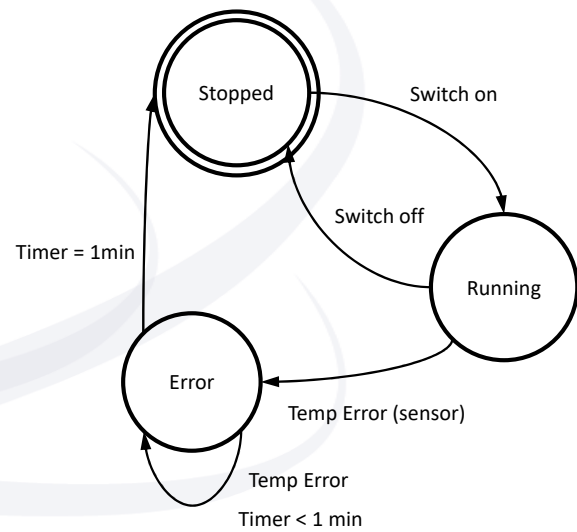 Stopped
Switch on
Switch off
Timer = 1min
Running
Error
Temp Error (sensor)
Temp Error
Timer < 1 min